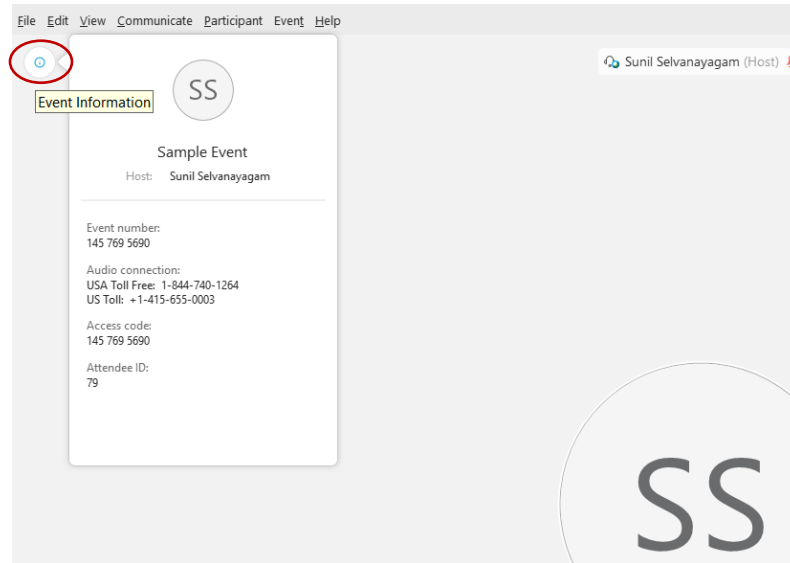 File Edit View Communicate Participant Event Help
Sunil Selvanayagam (Host)
Event Information
SS
Sample Event
Host: Sunil Selvanayagam
Event number:
145 769 5690
Audio connection:
USA Toll Free: 1-844-740-1264
US Toll: +1-415-655-0003
Access code:
145 769 5690
Attendee ID:
79
SS